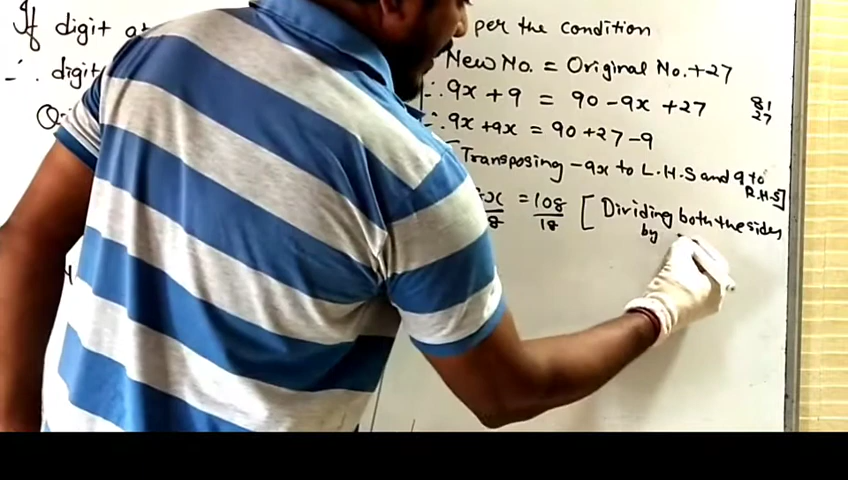 If digit
∴ digit
per the condition
New No. = Original No. +27
∴ 9x + 9 = 90 - 9x + 27
81
27
∴ 9x + 9x = 90 + 27 - 9
[Transposing -9x to L.H.S and 9 to
R.H.S]
x/8 = 108/18 [Dividing both the sides
by